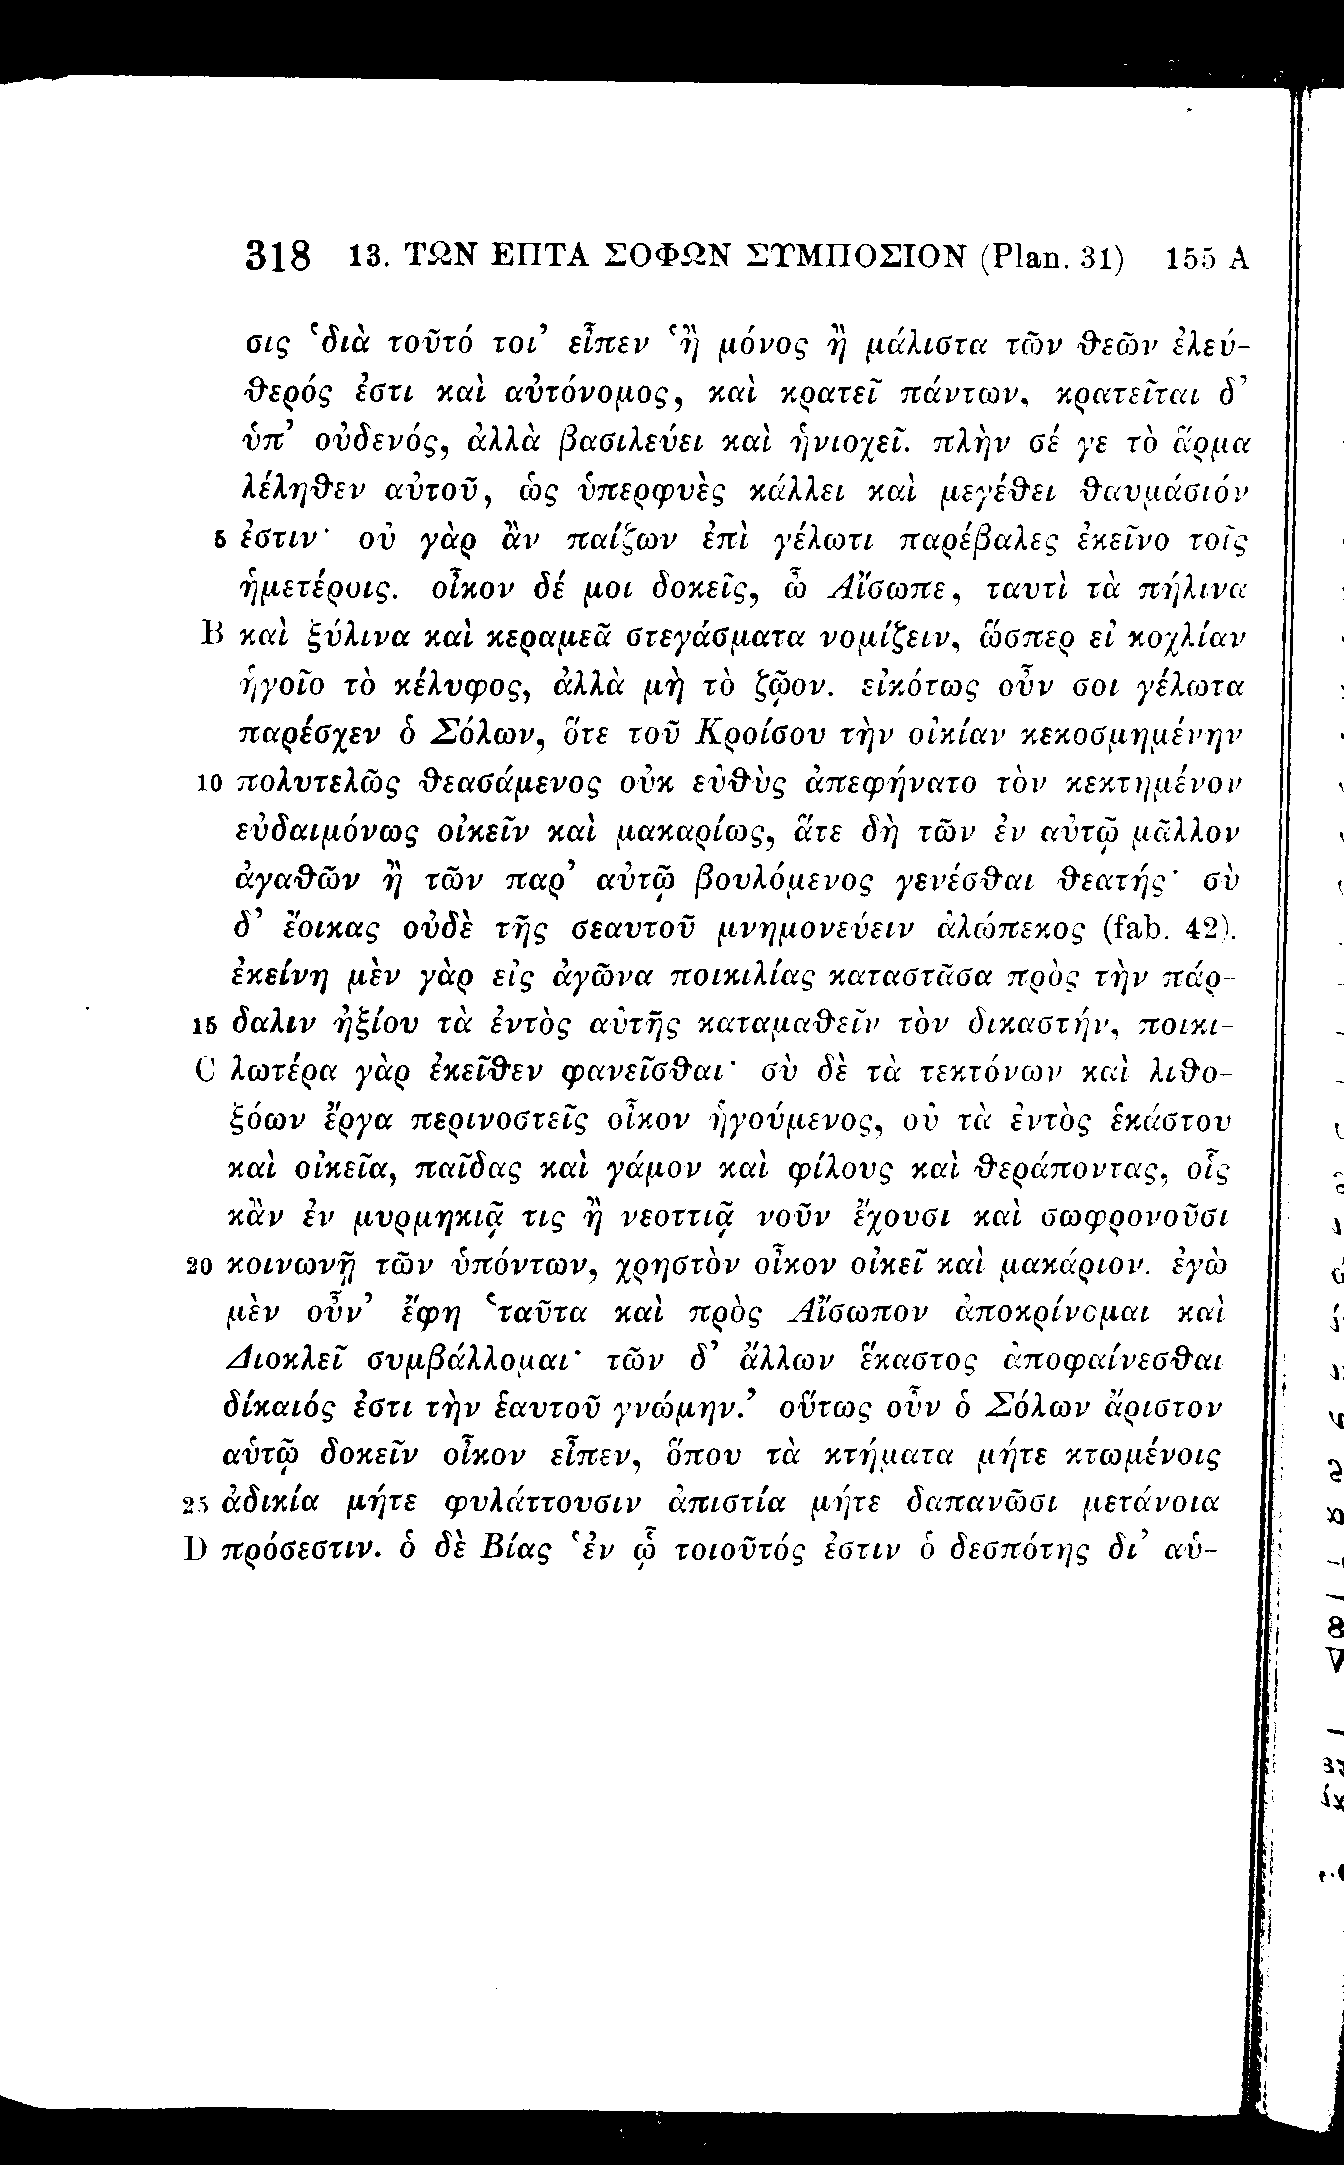 318 13. ΤΩΝ ΕΠΤΑ ΣΟΦΩΝ ΣΥΜΠΟΣΙΟΝ (Plan. 31) 155 A
σις ‘διὰ τοῦτό τοι’ εἶπεν ‘ἢ μόνος ἢ μάλιστα τῶν θεῶν ἐλεύ-
θερός ἐστι καὶ αὐτόνομος, καὶ κρατεῖ πάντων, κρατεῖται δ’
ὑπ’ οὐδενός, ἀλλὰ βασιλεύει καὶ ἡνιοχεῖ. πλὴν σέ γε τὸ ἅρμα
λέληθεν αὐτοῦ, ὡς ὑπερφυὲς κάλλει καὶ μεγέθει θαυμάσιόν
5 ἐστιν· οὐ γὰρ ἂν παίζων ἐπὶ γέλωτι παρέβαλες ἐκεῖνο τοῖς
ἡμετέροις. οἶκον δέ μοι δοκεῖς, ὦ Αἴσωπε, ταυτὶ τὰ πήλινα
B καὶ ξύλινα καὶ κεραμεᾶ στεγάσματα νομίζειν, ὥσπερ εἰ κοχλίαν
ἡγοῖο τὸ κέλυφος, ἀλλὰ μὴ τὸ ζῷον. εἰκότως οὖν σοι γέλωτα
παρέσχεν ὁ Σόλων, ὅτε τοῦ Κροίσου τὴν οἰκίαν κεκοσμημένην
10 πολυτελῶς θεασάμενος οὐκ εὐθὺς ἀπεφήνατο τὸν κεκτημένον
εὐδαιμόνως οἰκεῖν καὶ μακαρίως, ἅτε δὴ τῶν ἐν αὐτῷ μᾶλλον
ἀγαθῶν ἢ τῶν παρ’ αὐτῷ βουλόμενος γενέσθαι θεατής· σὺ
δ’ ἔοικας οὐδὲ τῆς σεαυτοῦ μνημονεύειν ἀλώπεκος (fab. 42).
ἐκείνη μὲν γὰρ εἰς ἀγῶνα ποικιλίας καταστᾶσα πρὸς τὴν πάρ-
15 δαλιν ἠξίου τὰ ἐντὸς αὑτῆς καταμαθεῖν τὸν δικαστήν, ποικι-
C λωτέρα γὰρ ἐκεῖθεν φανεῖσθαι· σὺ δὲ τὰ τεκτόνων καὶ λιθο-
ξόων ἔργα περινοστεῖς οἶκον ἡγούμενος, οὐ τὰ ἐντὸς ἑκάστου
καὶ οἰκεῖα, παῖδας καὶ γάμον καὶ φίλους καὶ θεράποντας, οἷς
κἂν ἐν μυρμηκιᾷ τις ἢ νεοττιᾷ νοῦν ἔχουσι καὶ σωφρονοῦσι
20 κοινωνῇ τῶν ὑπόντων, χρηστὸν οἶκον οἰκεῖ καὶ μακάριον. ἐγὼ
μὲν οὖν’ ἔφη ‘ταῦτα καὶ πρὸς Αἴσωπον ἀποκρίνομαι καὶ
Διοκλεῖ συμβάλλομαι· τῶν δ’ ἄλλων ἕκαστος ἀποφαίνεσθαι
δίκαιός ἐστι τὴν ἑαυτοῦ γνώμην.’ οὕτως οὖν ὁ Σόλων ἄριστον
αὑτῷ δοκεῖν οἶκον εἶπεν, ὅπου τὰ κτήματα μήτε κτωμένοις
25 ἀδικία μήτε φυλάττουσιν ἀπιστία μήτε δαπανῶσι μετάνοια
D πρόσεστιν. ὁ δὲ Βίας ‘ἐν ᾧ τοιοῦτός ἐστιν ὁ δεσπότης δι’ αὑ-